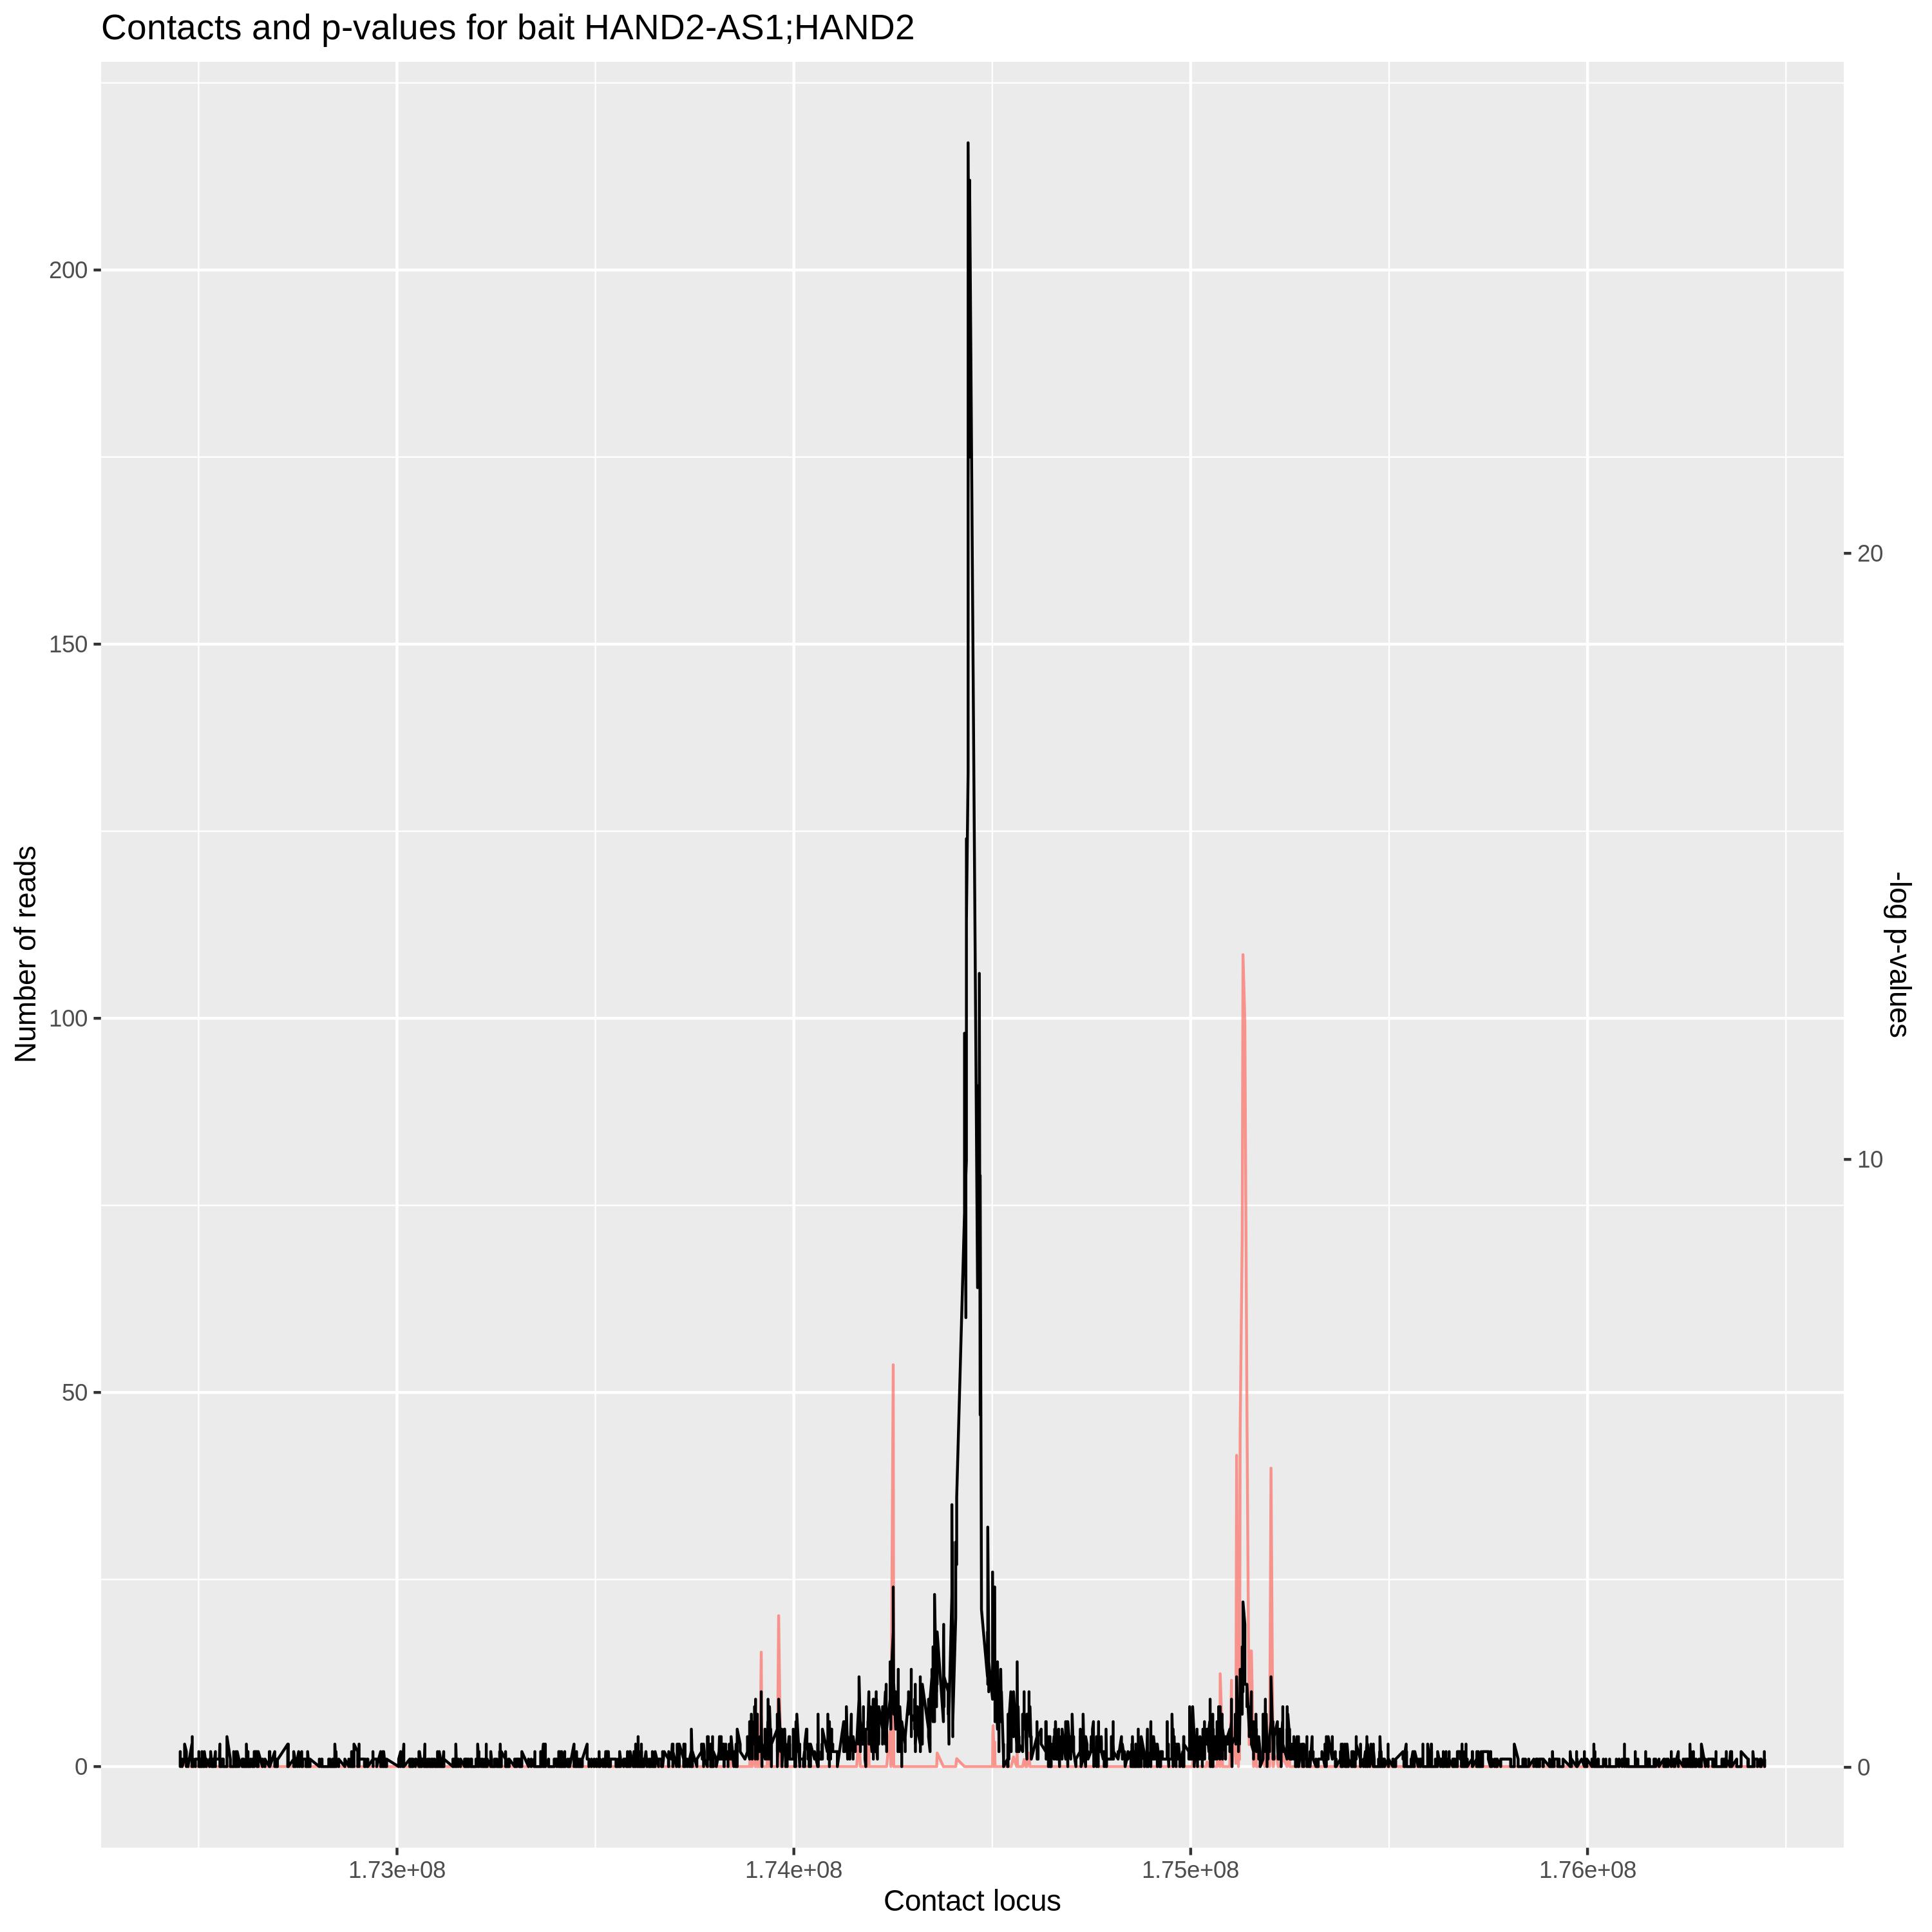 Contacts and p-values for bait HAND2-AS1;HAND2
Number of reads
200
150
100
50
0
20
10
0
-log p-values
1.73e+08
1.74e+08
1.75e+08
1.76e+08
Contact locus